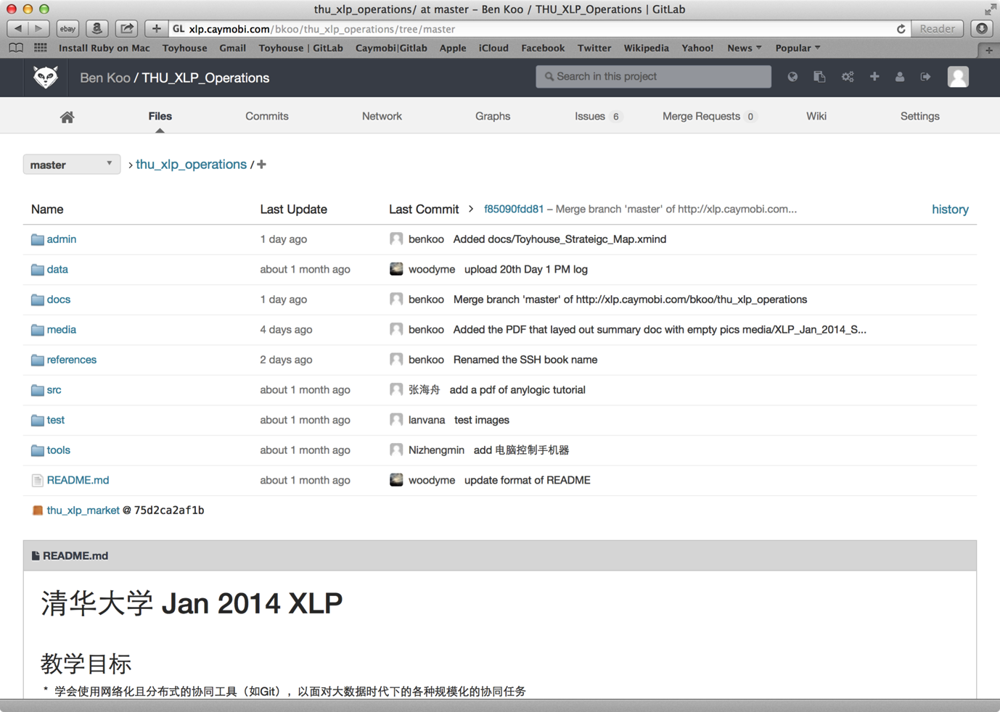 thu_xlp_operations/ at master – Ben Koo / THU_XLP_Operations | GitLab
ebay a + GL xlp.caymobi.com/bkoo/thu_xlp_operations/tree/master Reader
Install Ruby on Mac Toyhouse Gmail Toyhouse | GitLab Caymobi|Gitlab Apple iCloud Facebook Twitter Wikipedia Yahoo! News Popular +
Ben Koo / THU_XLP_Operations Search in this project
Files Commits Network Graphs Issues 6 Merge Requests 0 Wiki Settings
master › thu_xlp_operations / +
Name Last Update Last Commit › f85090fdd81 – Merge branch 'master' of http://xlp.caymobi.com... history
admin 1 day ago benkoo Added docs/Toyhouse_Strateigc_Map.xmind
data about 1 month ago woodyme upload 20th Day 1 PM log
docs 1 day ago benkoo Merge branch 'master' of http://xlp.caymobi.com/bkoo/thu_xlp_operations
media 4 days ago benkoo Added the PDF that layed out summary doc with empty pics media/XLP_Jan_2014_S...
references 2 days ago benkoo Renamed the SSH book name
src about 1 month ago 张海舟 add a pdf of anylogic tutorial
test about 1 month ago lanvana test images
tools about 1 month ago Nizhengmin add 电脑控制手机器
README.md about 1 month ago woodyme update format of README
thu_xlp_market @ 75d2ca2af1b
README.md
清华大学 Jan 2014 XLP
教学目标
* 学会使用网络化且分布式的协同工具（如Git），以面对大数据时代下的各种规模化的协同任务